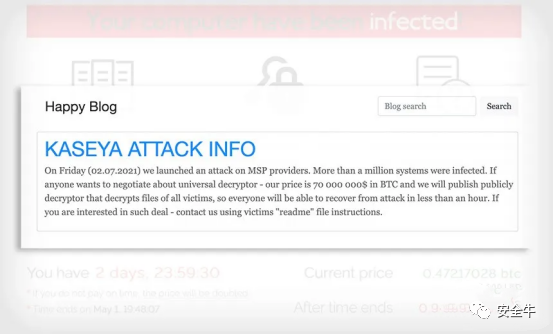 Your computer have been infected
Happy Blog
Blog search
Search
KASEYA ATTACK INFO
On Friday (02.07.2021) we launched an attack on MSP providers. More than a million systems were infected. If
anyone wants to negotiate about universal decryptor - our price is 70 000 000$ in BTC and we will publish publicly
decryptor that decrypts files of all victims, so everyone will be able to recover from attack in less than an hour. If
you are interested in such deal - contact us using victims "readme" file instructions.
You have 2 days, 23:59:30
Current price
0.47217028 btc
* If you do not pay on time, the price will be doubled
* Time ends on May 1, 19:48:07
After time ends
安全牛